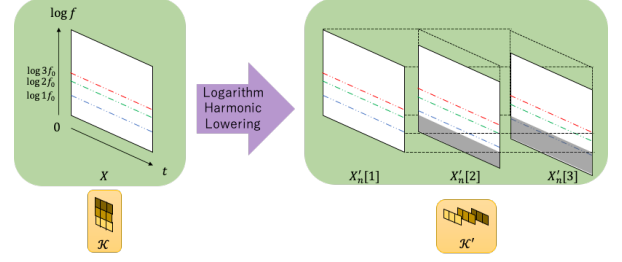 log f
log 3f₀
log 2f₀
log 1f₀
0
t
X
𝒦
Logarithm
Harmonic
Lowering
X′ₙ[1]
X′ₙ[2]
X′ₙ[3]
𝒦′